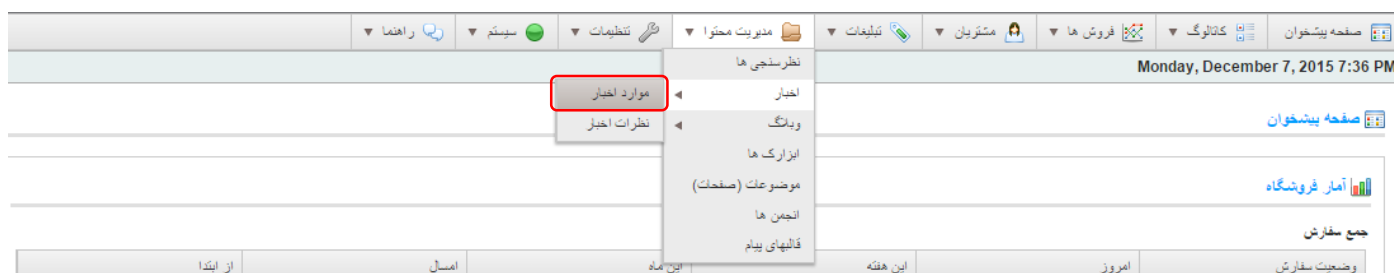 صفحه پیشخوان کاتالوگ فروش ها مشتریان تبلیغات مدیریت محتوا تنظیمات سیستم راهنما
Monday, December 7, 2015 7:36 PM
نظرسنجی ها
اخبار
موارد اخبار
وبلاگ
نظرات اخبار
ابزارک ها
موضوعات (صفحات)
انجمن ها
قالبهای پیام
صفحه پیشخوان
آمار فروشگاه
جمع سفارش
وضعیت سفارش امروز این هفته این ماه امسال از ابتدا